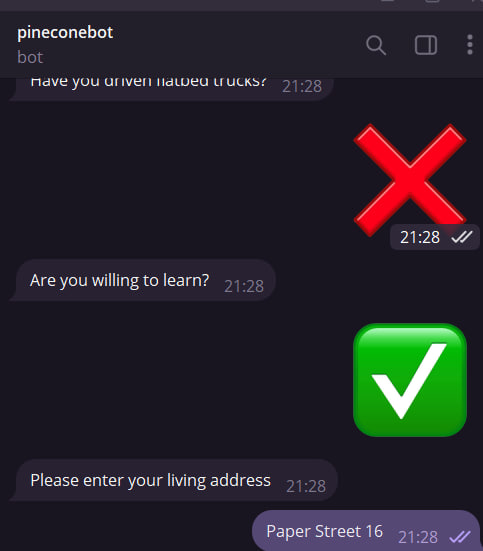 pineconebot
bot
Have you driven flatbed trucks? 21:28
21:28
Are you willing to learn? 21:28
Please enter your living address 21:28
Paper Street 16 21:28